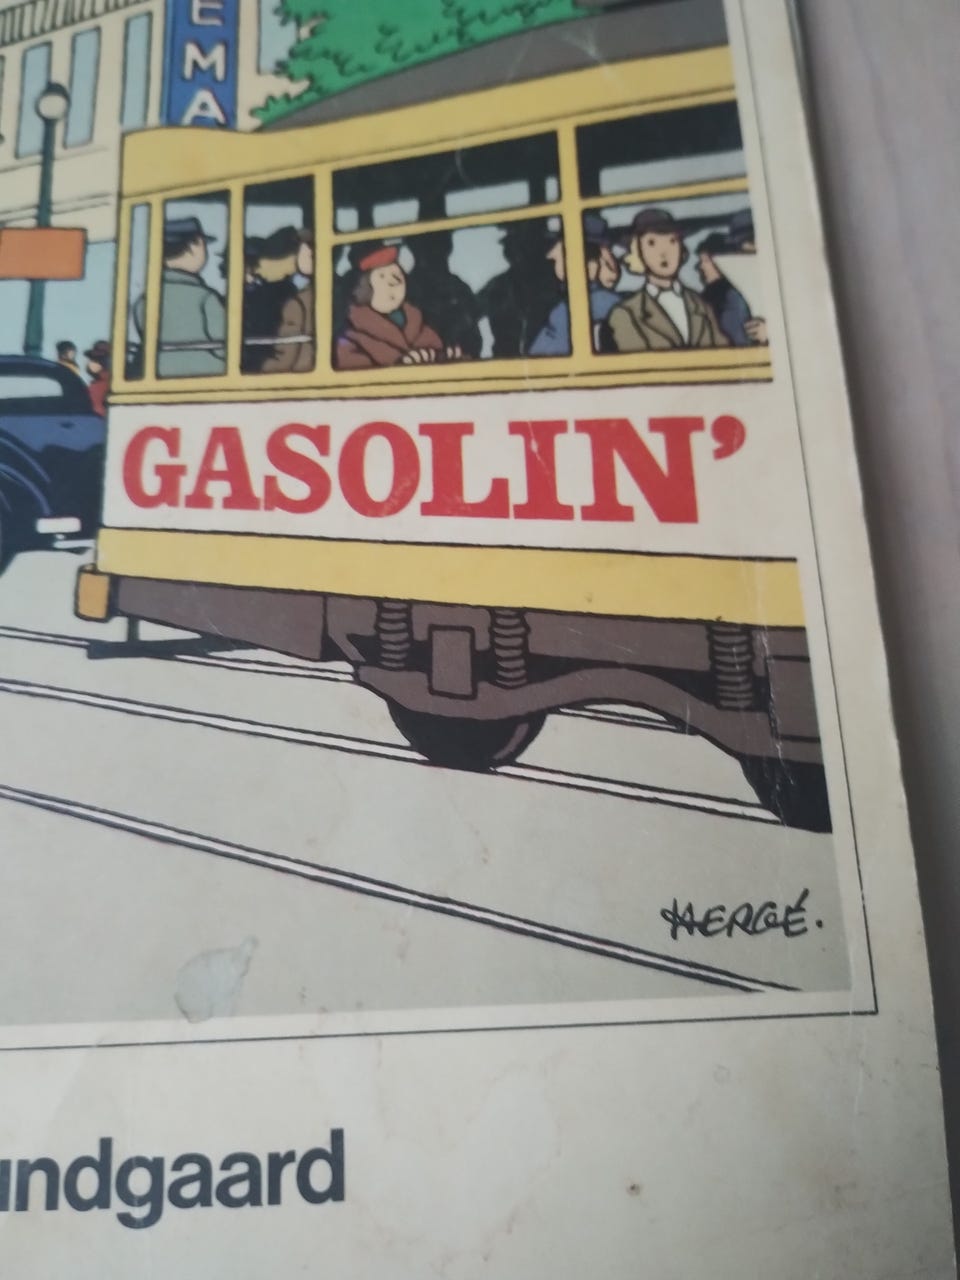 EMA
GASOLIN’
HERGÉ.
undgaard